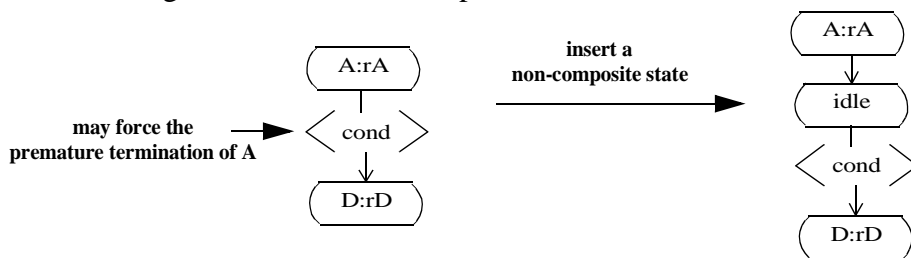 may force the
premature termination of A
A:rA
cond
D:rD
insert a
non-composite state
A:rA
idle
cond
D:rD